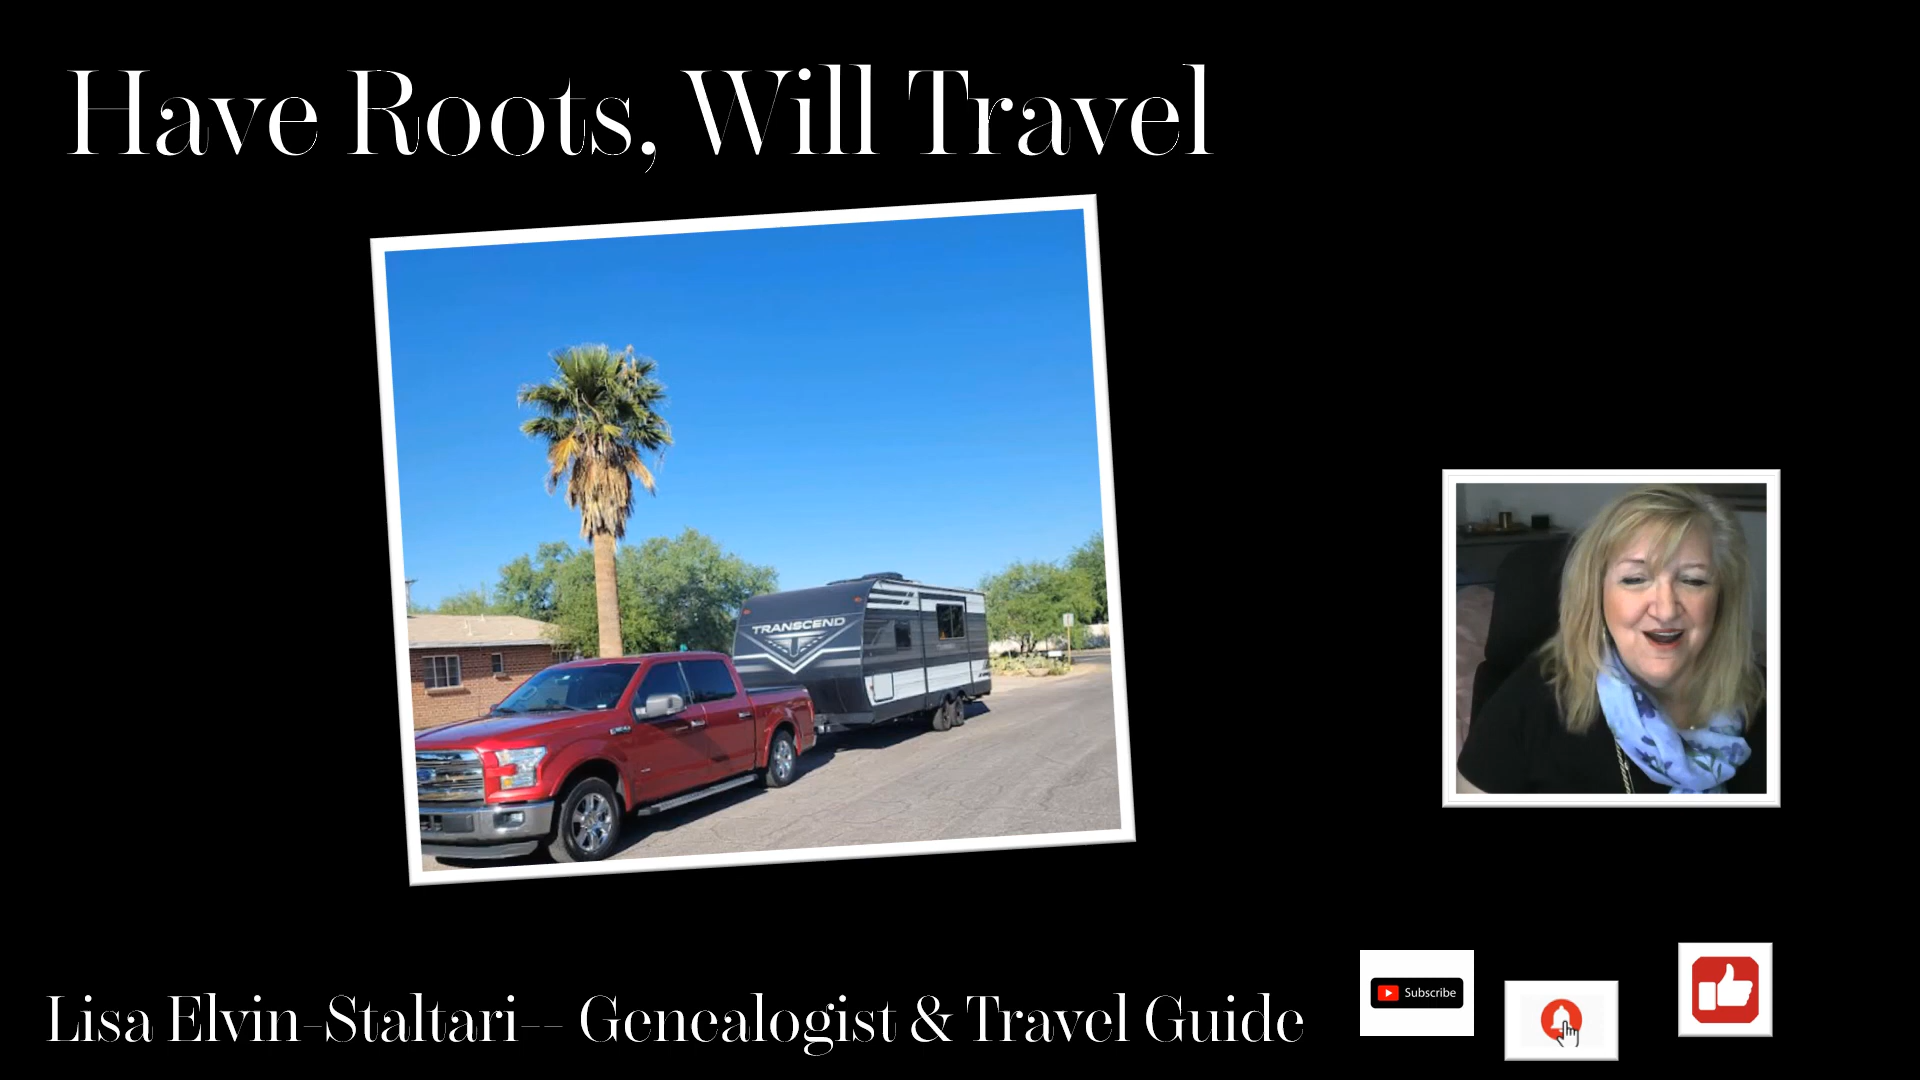 Have Roots, Will Travel
TRANSCEND
Lisa Elvin-Staltari-- Genealogist & Travel Guide
Subscribe